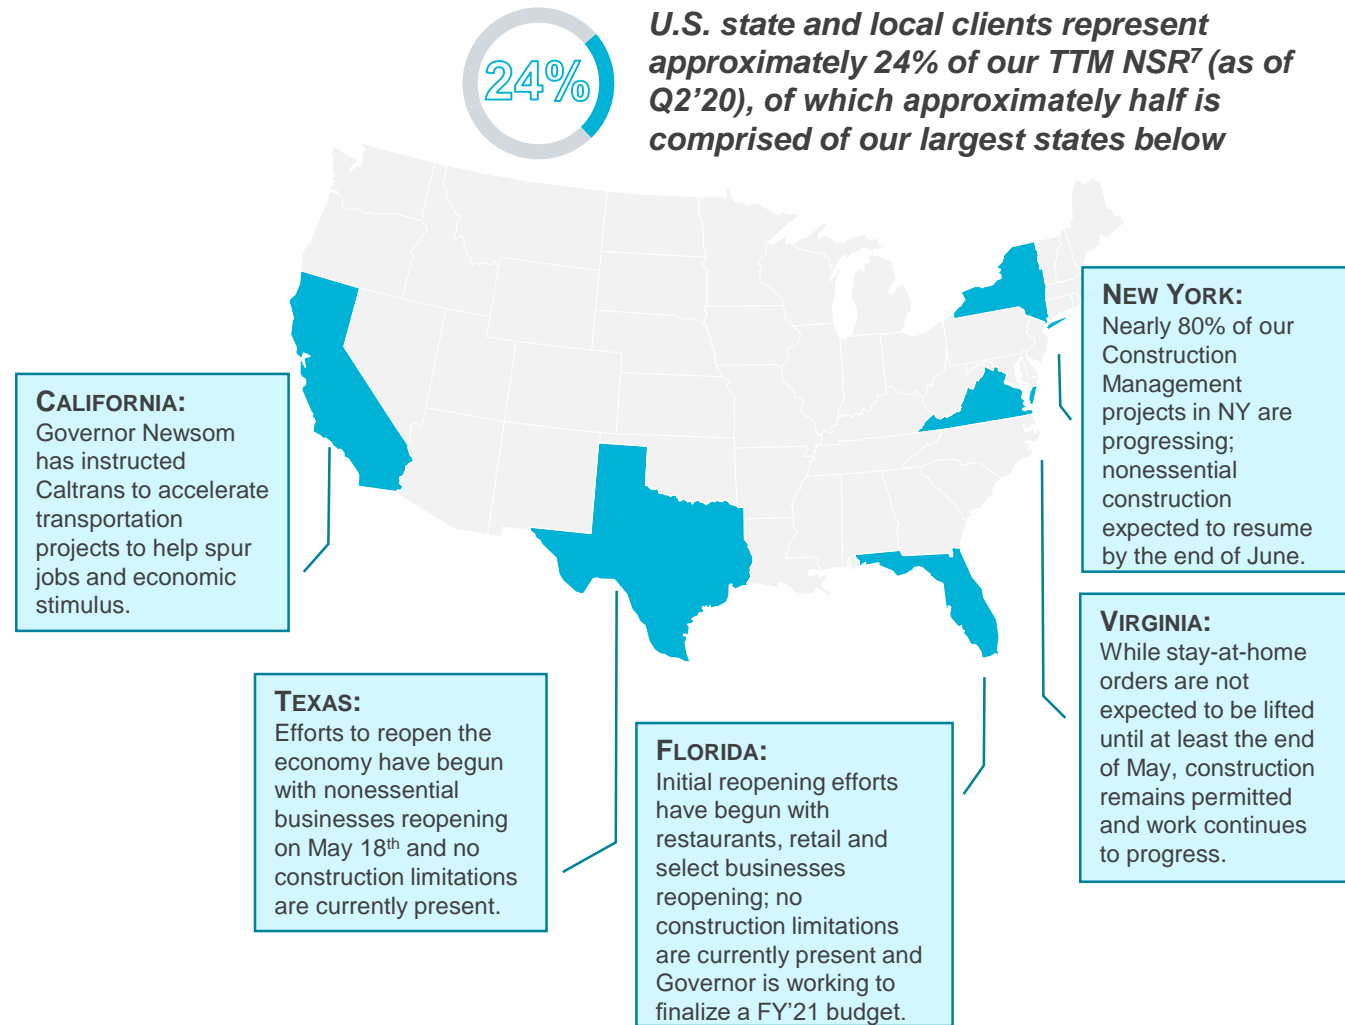 24%
U.S. state and local clients represent
approximately 24% of our TTM NSR⁷ (as of
Q2’20), of which approximately half is
comprised of our largest states below
NEW YORK:
Nearly 80% of our
Construction
Management
projects in NY are
progressing;
nonessential
construction
expected to resume
by the end of June.
CALIFORNIA:
Governor Newsom
has instructed
Caltrans to accelerate
transportation
projects to help spur
jobs and economic
stimulus.
VIRGINIA:
While stay-at-home
orders are not
expected to be lifted
until at least the end
of May, construction
remains permitted
and work continues
to progress.
TEXAS:
Efforts to reopen the
economy have begun
with nonessential
businesses reopening
on May 18th and no
construction limitations
are currently present.
FLORIDA:
Initial reopening efforts
have begun with
restaurants, retail and
select businesses
reopening; no
construction limitations
are currently present and
Governor is working to
finalize a FY’21 budget.